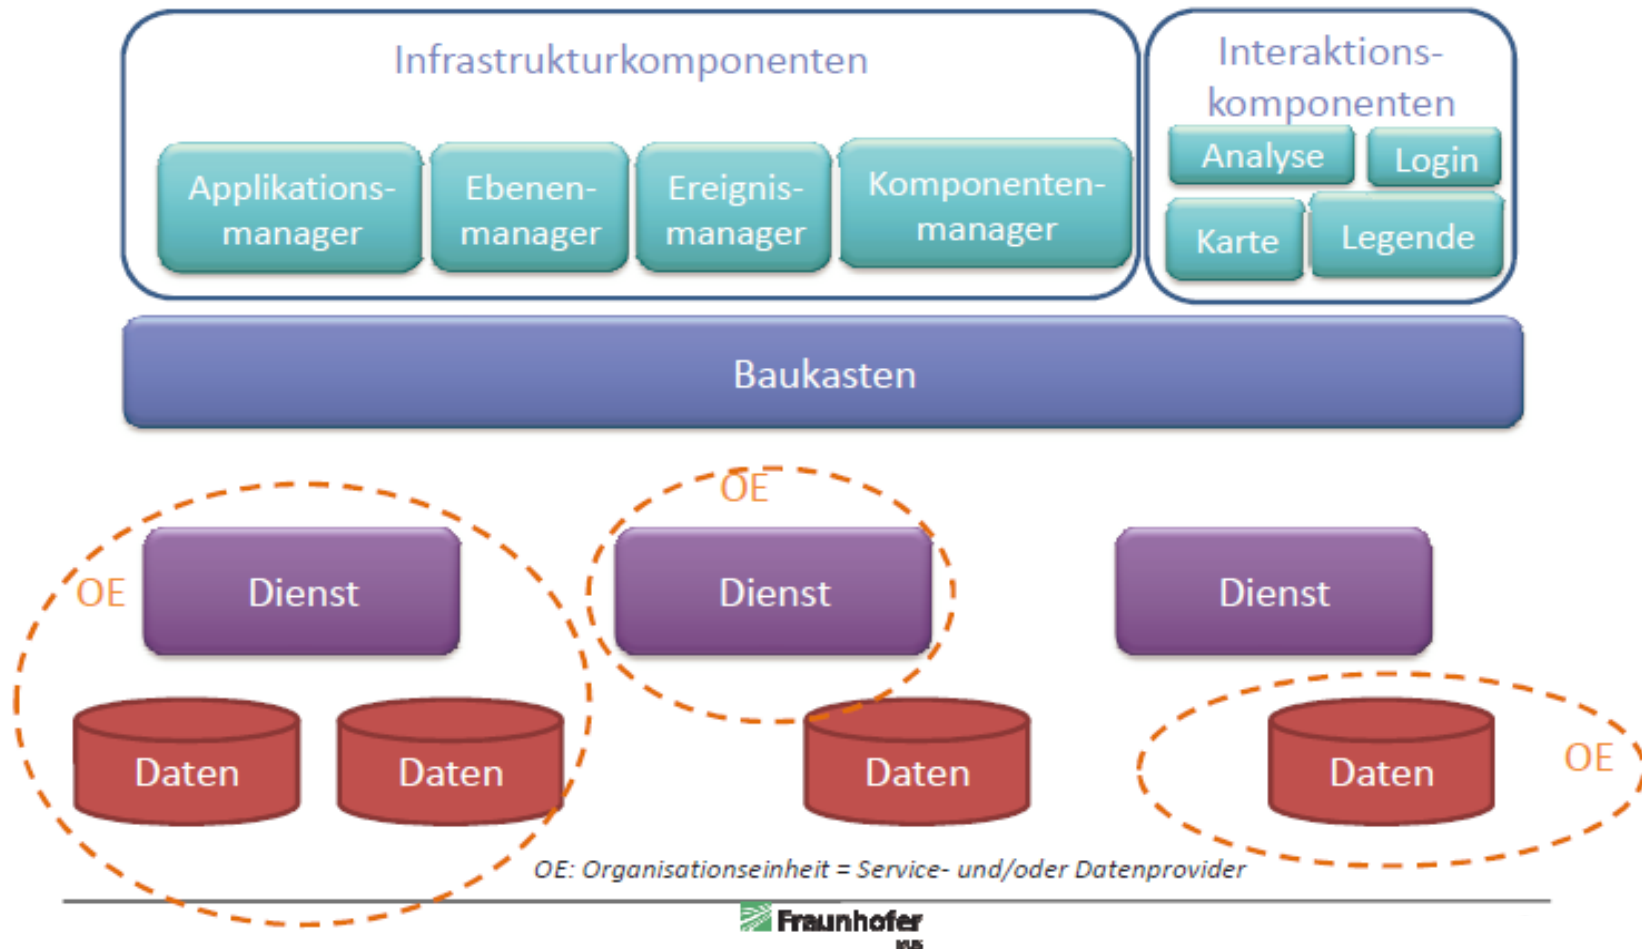 Infrastrukturkomponenten
Interaktions-
komponenten
Applikations-
manager
Ebenen-
manager
Ereignis-
manager
Komponenten-
manager
Analyse
Login
Karte
Legende
Baukasten
OE
Dienst
OE
Dienst
Dienst
Daten
Daten
Daten
Daten
OE
OE: Organisationseinheit = Service- und/oder Datenprovider
Fraunhofer